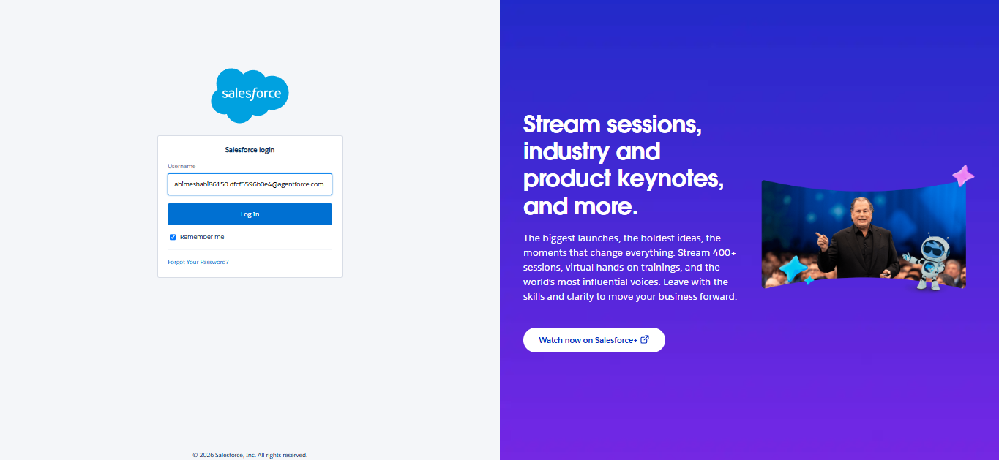 salesforce
Salesforce login
Username
ablmeshabl86150.dfcf5596b0e4@agentforce.com
Log In
Remember me
Forgot Your Password?
© 2026 Salesforce, Inc. All rights reserved.
Stream sessions,
industry and
product keynotes,
and more.
The biggest launches, the boldest ideas, the
moments that change everything. Stream 400+
sessions, virtual hands-on trainings, and the
world's most influential voices. Leave with the
skills and clarity to move your business forward.
Watch now on Salesforce+